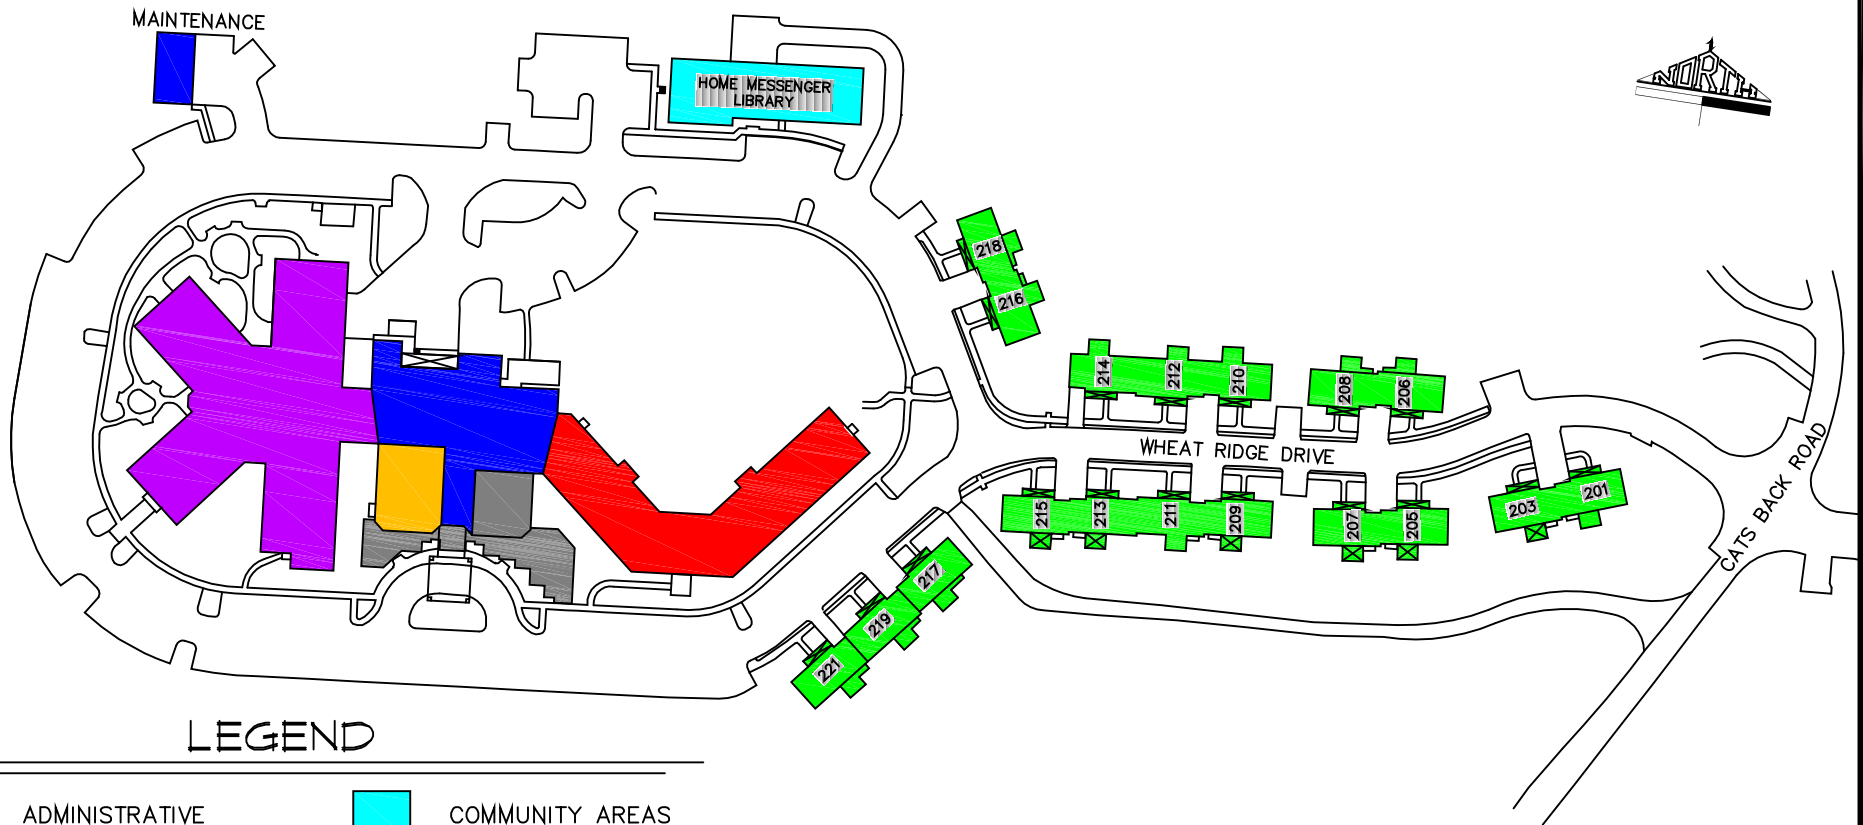 MAINTENANCE
HOME MESSENGER
LIBRARY
NORTH
218
216
214
212
210
208
206
WHEAT RIDGE DRIVE
CATS BACK ROAD
215
213
211
209
207
205
203
201
217
219
221
LEGEND
ADMINISTRATIVE
COMMUNITY AREAS